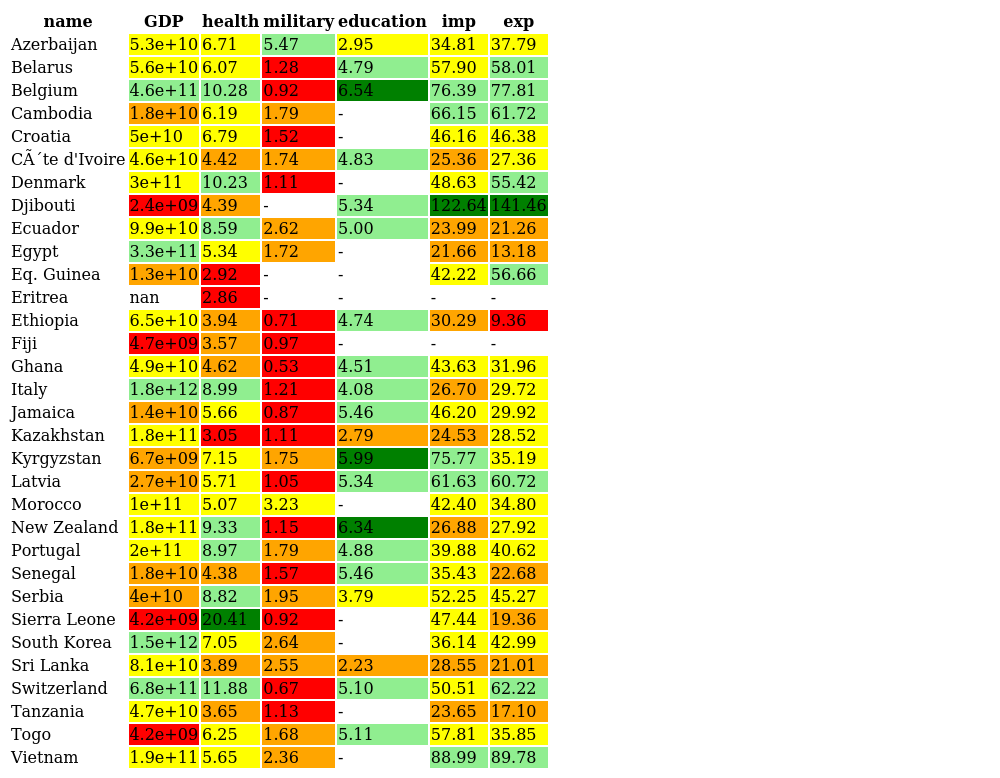 name GDP health military education imp exp
Azerbaijan 5.3e+10 6.71 5.47 2.95 34.81 37.79
Belarus 5.6e+10 6.07 1.28 4.79 57.90 58.01
Belgium 4.6e+11 10.28 0.92 6.54 76.39 77.81
Cambodia 1.8e+10 6.19 1.79 - 66.15 61.72
Croatia 5e+10 6.79 1.52 - 46.16 46.38
CÃ´te d'Ivoire 4.6e+10 4.42 1.74 4.83 25.36 27.36
Denmark 3e+11 10.23 1.11 - 48.63 55.42
Djibouti 2.4e+09 4.39 - 5.34 122.64 141.46
Ecuador 9.9e+10 8.59 2.62 5.00 23.99 21.26
Egypt 3.3e+11 5.34 1.72 - 21.66 13.18
Eq. Guinea 1.3e+10 2.92 - - 42.22 56.66
Eritrea nan 2.86 - - - -
Ethiopia 6.5e+10 3.94 0.71 4.74 30.29 9.36
Fiji 4.7e+09 3.57 0.97 - - -
Ghana 4.9e+10 4.62 0.53 4.51 43.63 31.96
Italy 1.8e+12 8.99 1.21 4.08 26.70 29.72
Jamaica 1.4e+10 5.66 0.87 5.46 46.20 29.92
Kazakhstan 1.8e+11 3.05 1.11 2.79 24.53 28.52
Kyrgyzstan 6.7e+09 7.15 1.75 5.99 75.77 35.19
Latvia 2.7e+10 5.71 1.05 5.34 61.63 60.72
Morocco 1e+11 5.07 3.23 - 42.40 34.80
New Zealand 1.8e+11 9.33 1.15 6.34 26.88 27.92
Portugal 2e+11 8.97 1.79 4.88 39.88 40.62
Senegal 1.8e+10 4.38 1.57 5.46 35.43 22.68
Serbia 4e+10 8.82 1.95 3.79 52.25 45.27
Sierra Leone 4.2e+09 20.41 0.92 - 47.44 19.36
South Korea 1.5e+12 7.05 2.64 - 36.14 42.99
Sri Lanka 8.1e+10 3.89 2.55 2.23 28.55 21.01
Switzerland 6.8e+11 11.88 0.67 5.10 50.51 62.22
Tanzania 4.7e+10 3.65 1.13 - 23.65 17.10
Togo 4.2e+09 6.25 1.68 5.11 57.81 35.85
Vietnam 1.9e+11 5.65 2.36 - 88.99 89.78